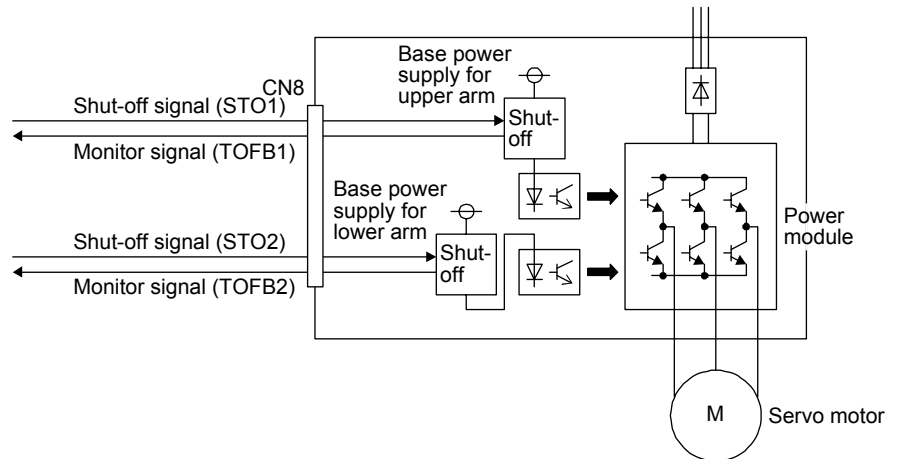 Base power
supply for
upper arm
CN8
Shut-off signal (STO1)
Shut-
off
Monitor signal (TOFB1)
Base power
supply for
lower arm
Power
module
Shut-off signal (STO2)
Shut-
off
Monitor signal (TOFB2)
M
Servo motor